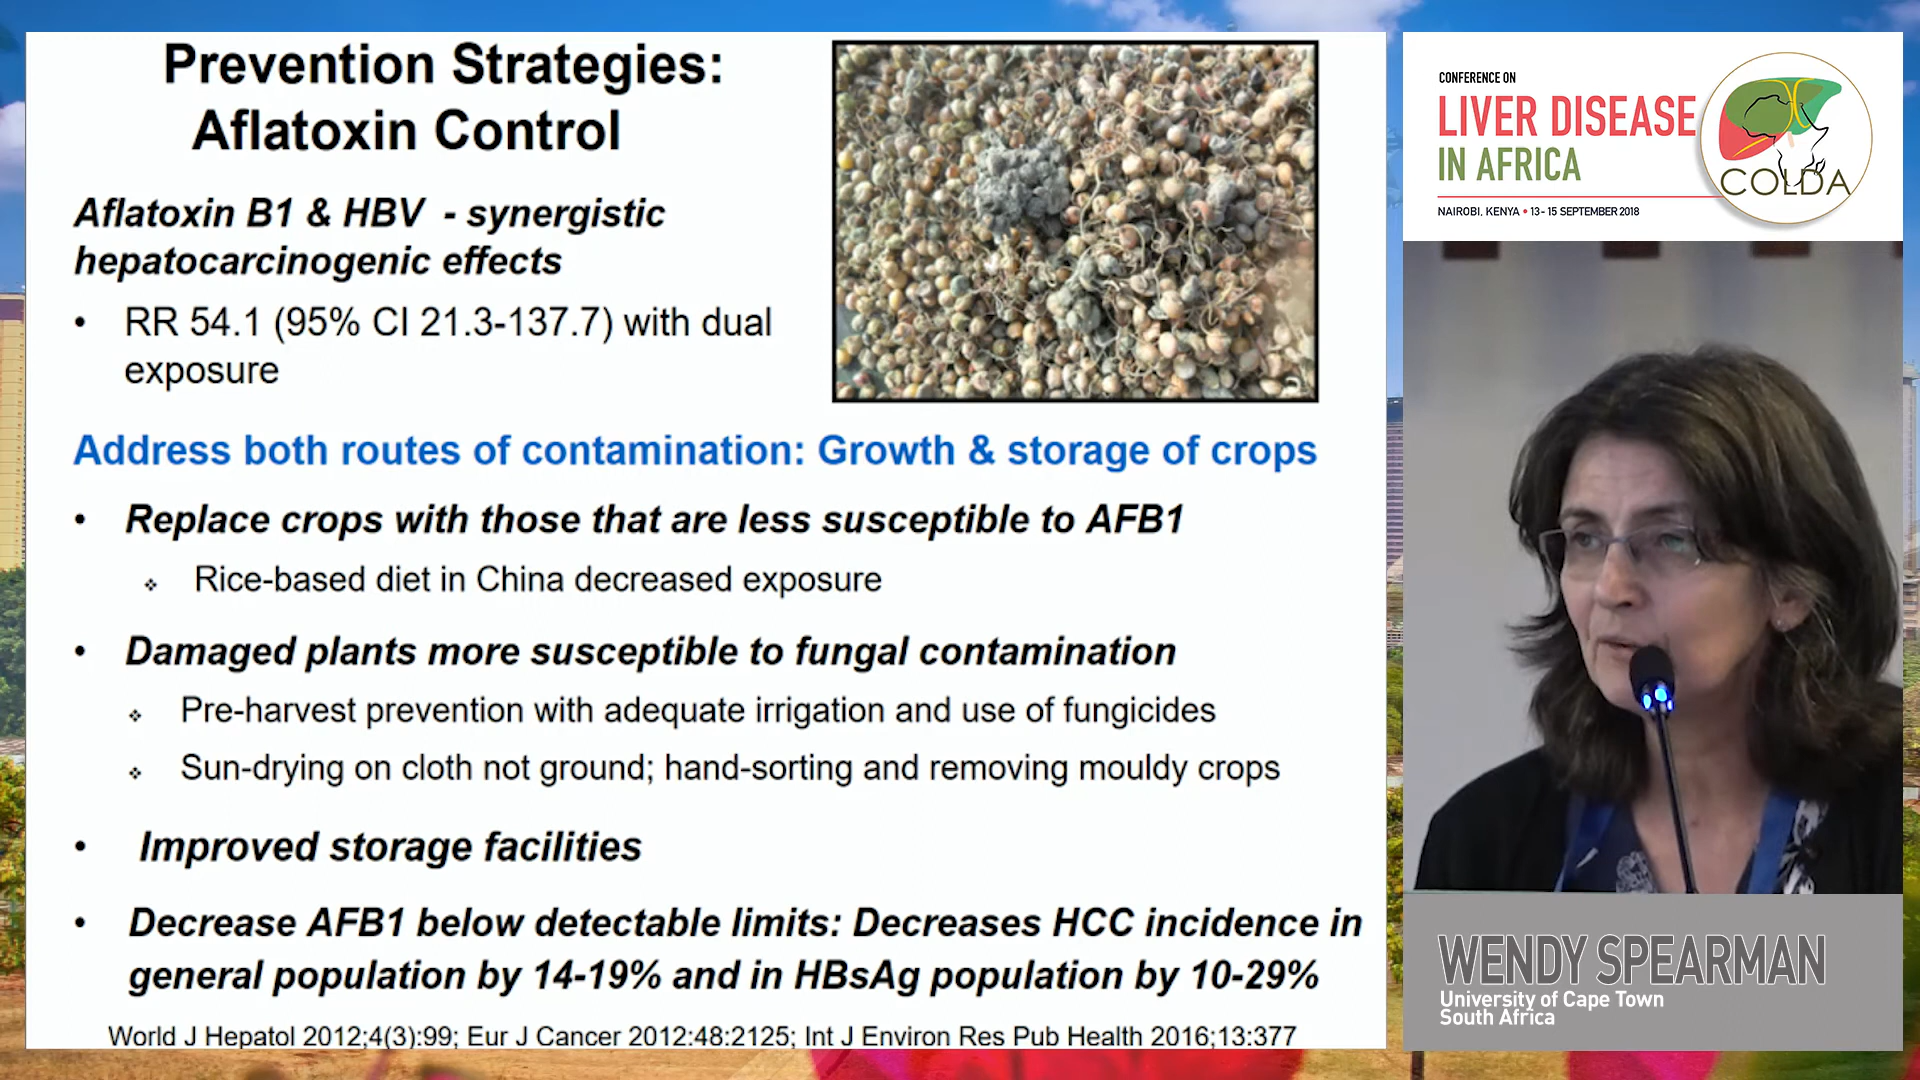 Prevention Strategies:
Aflatoxin Control
Aflatoxin B1 & HBV - synergistic
hepatocarcinogenic effects
• RR 54.1 (95% CI 21.3-137.7) with dual
exposure
Address both routes of contamination: Growth & storage of crops
• Replace crops with those that are less susceptible to AFB1
❖ Rice-based diet in China decreased exposure
• Damaged plants more susceptible to fungal contamination
❖ Pre-harvest prevention with adequate irrigation and use of fungicides
❖ Sun-drying on cloth not ground; hand-sorting and removing mouldy crops
• Improved storage facilities
• Decrease AFB1 below detectable limits: Decreases HCC incidence in
general population by 14-19% and in HBsAg population by 10-29%
World J Hepatol 2012;4(3):99; Eur J Cancer 2012:48:2125; Int J Environ Res Pub Health 2016;13:377
CONFERENCE ON
LIVER DISEASE
IN AFRICA
COLDA
NAIROBI, KENYA • 13 - 15 SEPTEMBER 2018
WENDY SPEARMAN
University of Cape Town
South Africa